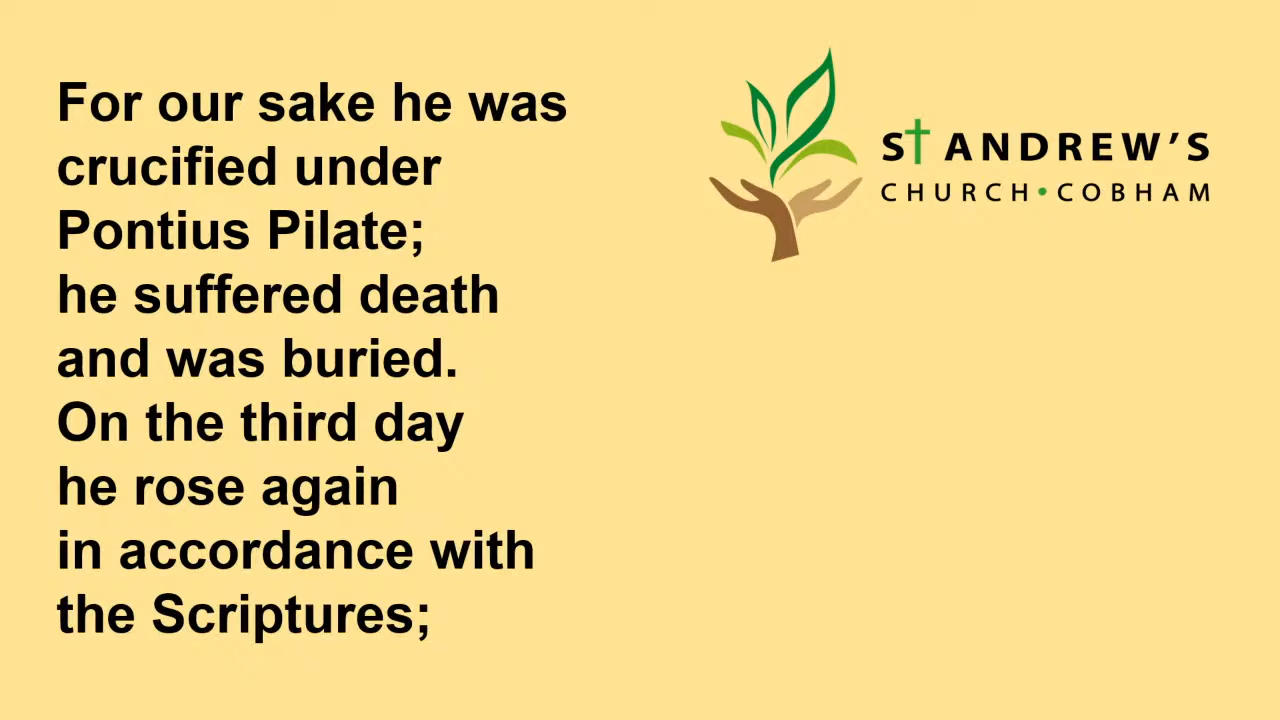 For our sake he was
crucified under
Pontius Pilate;
he suffered death
and was buried.
On the third day
he rose again
in accordance with
the Scriptures;
St ANDREW'S
CHURCH•COBHAM